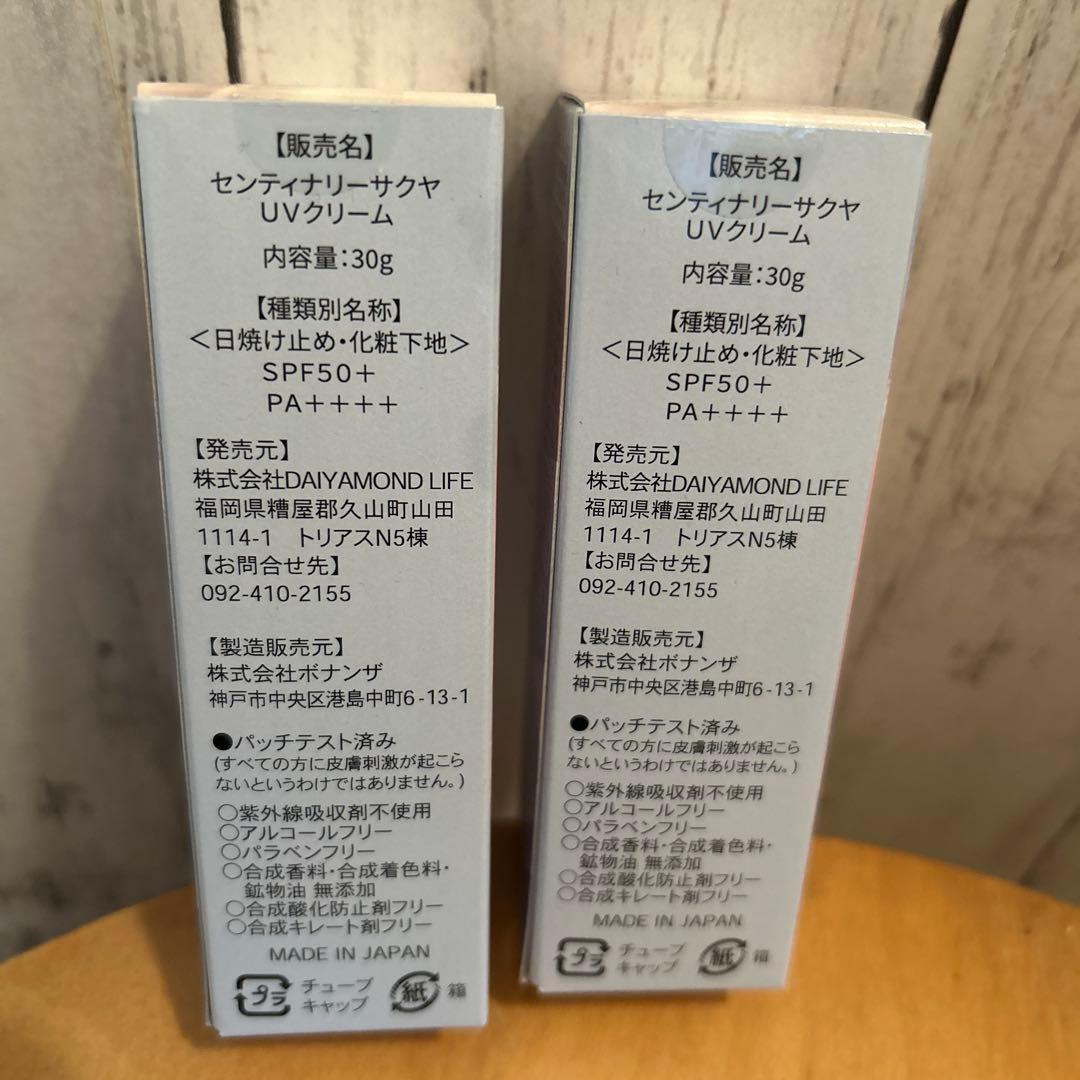 【販売名】
センティナリーサクヤ
UVクリーム
内容量:30g
【種類別名称】
<日焼け止め・化粧下地>
SPF50+
PA++++
【発売元】
株式会社DAIYAMOND LIFE
福岡県糟屋郡久山町山田
1114-1 トリアスN5棟
【お問合せ先】
092-410-2155
【製造販売元】
株式会社ボナンザ
神戸市中央区港島中町6-13-1
●パッチテスト済み
(すべての方に皮膚刺激が起こら
ないというわけではありません。)
○紫外線吸収剤不使用
○アルコールフリー
○パラベンフリー
○合成香料・合成着色料・
鉱物油 無添加
○合成酸化防止剤フリー
○合成キレート剤フリー
MADE IN JAPAN
プラ チューブ キャップ 紙 箱
【販売名】
センティナリーサクヤ
UVクリーム
内容量:30g
【種類別名称】
<日焼け止め・化粧下地>
SPF50+
PA++++
【発売元】
株式会社DAIYAMOND LIFE
福岡県糟屋郡久山町山田
1114-1 トリアスN5棟
【お問合せ先】
092-410-2155
【製造販売元】
株式会社ボナンザ
神戸市中央区港島中町6-13-1
●パッチテスト済み
(すべての方に皮膚刺激が起こら
ないというわけではありません。)
○紫外線吸収剤不使用
○アルコールフリー
○パラベンフリー
○合成香料・合成着色料・
鉱物油 無添加
○合成酸化防止剤フリー
○合成キレート剤フリー
MADE IN JAPAN
プラ チューブ キャップ 紙 箱